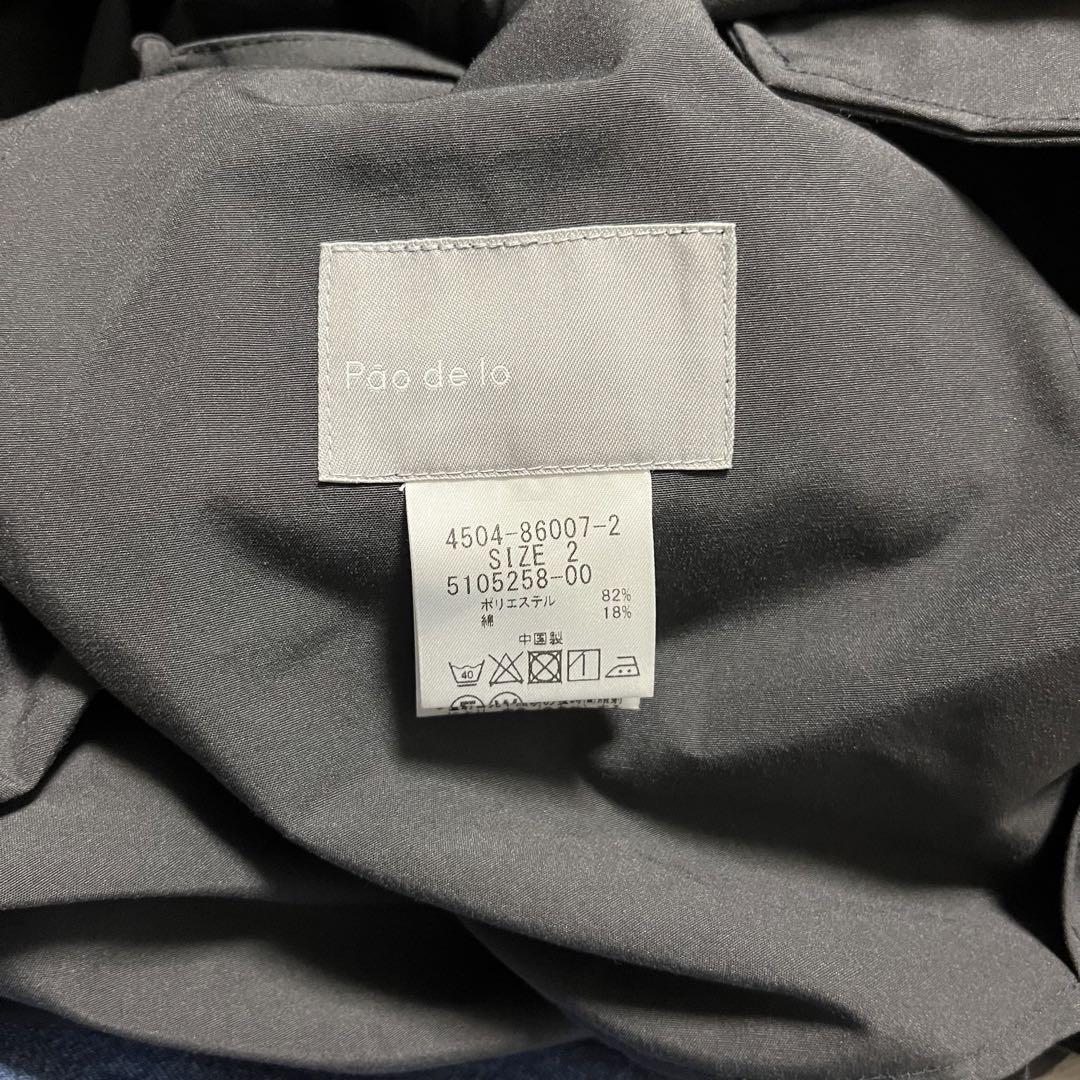 Pão de lo
4504-86007-2
SIZE 2
5105258-00
ポリエステル 82%
綿 18%
中国製
40